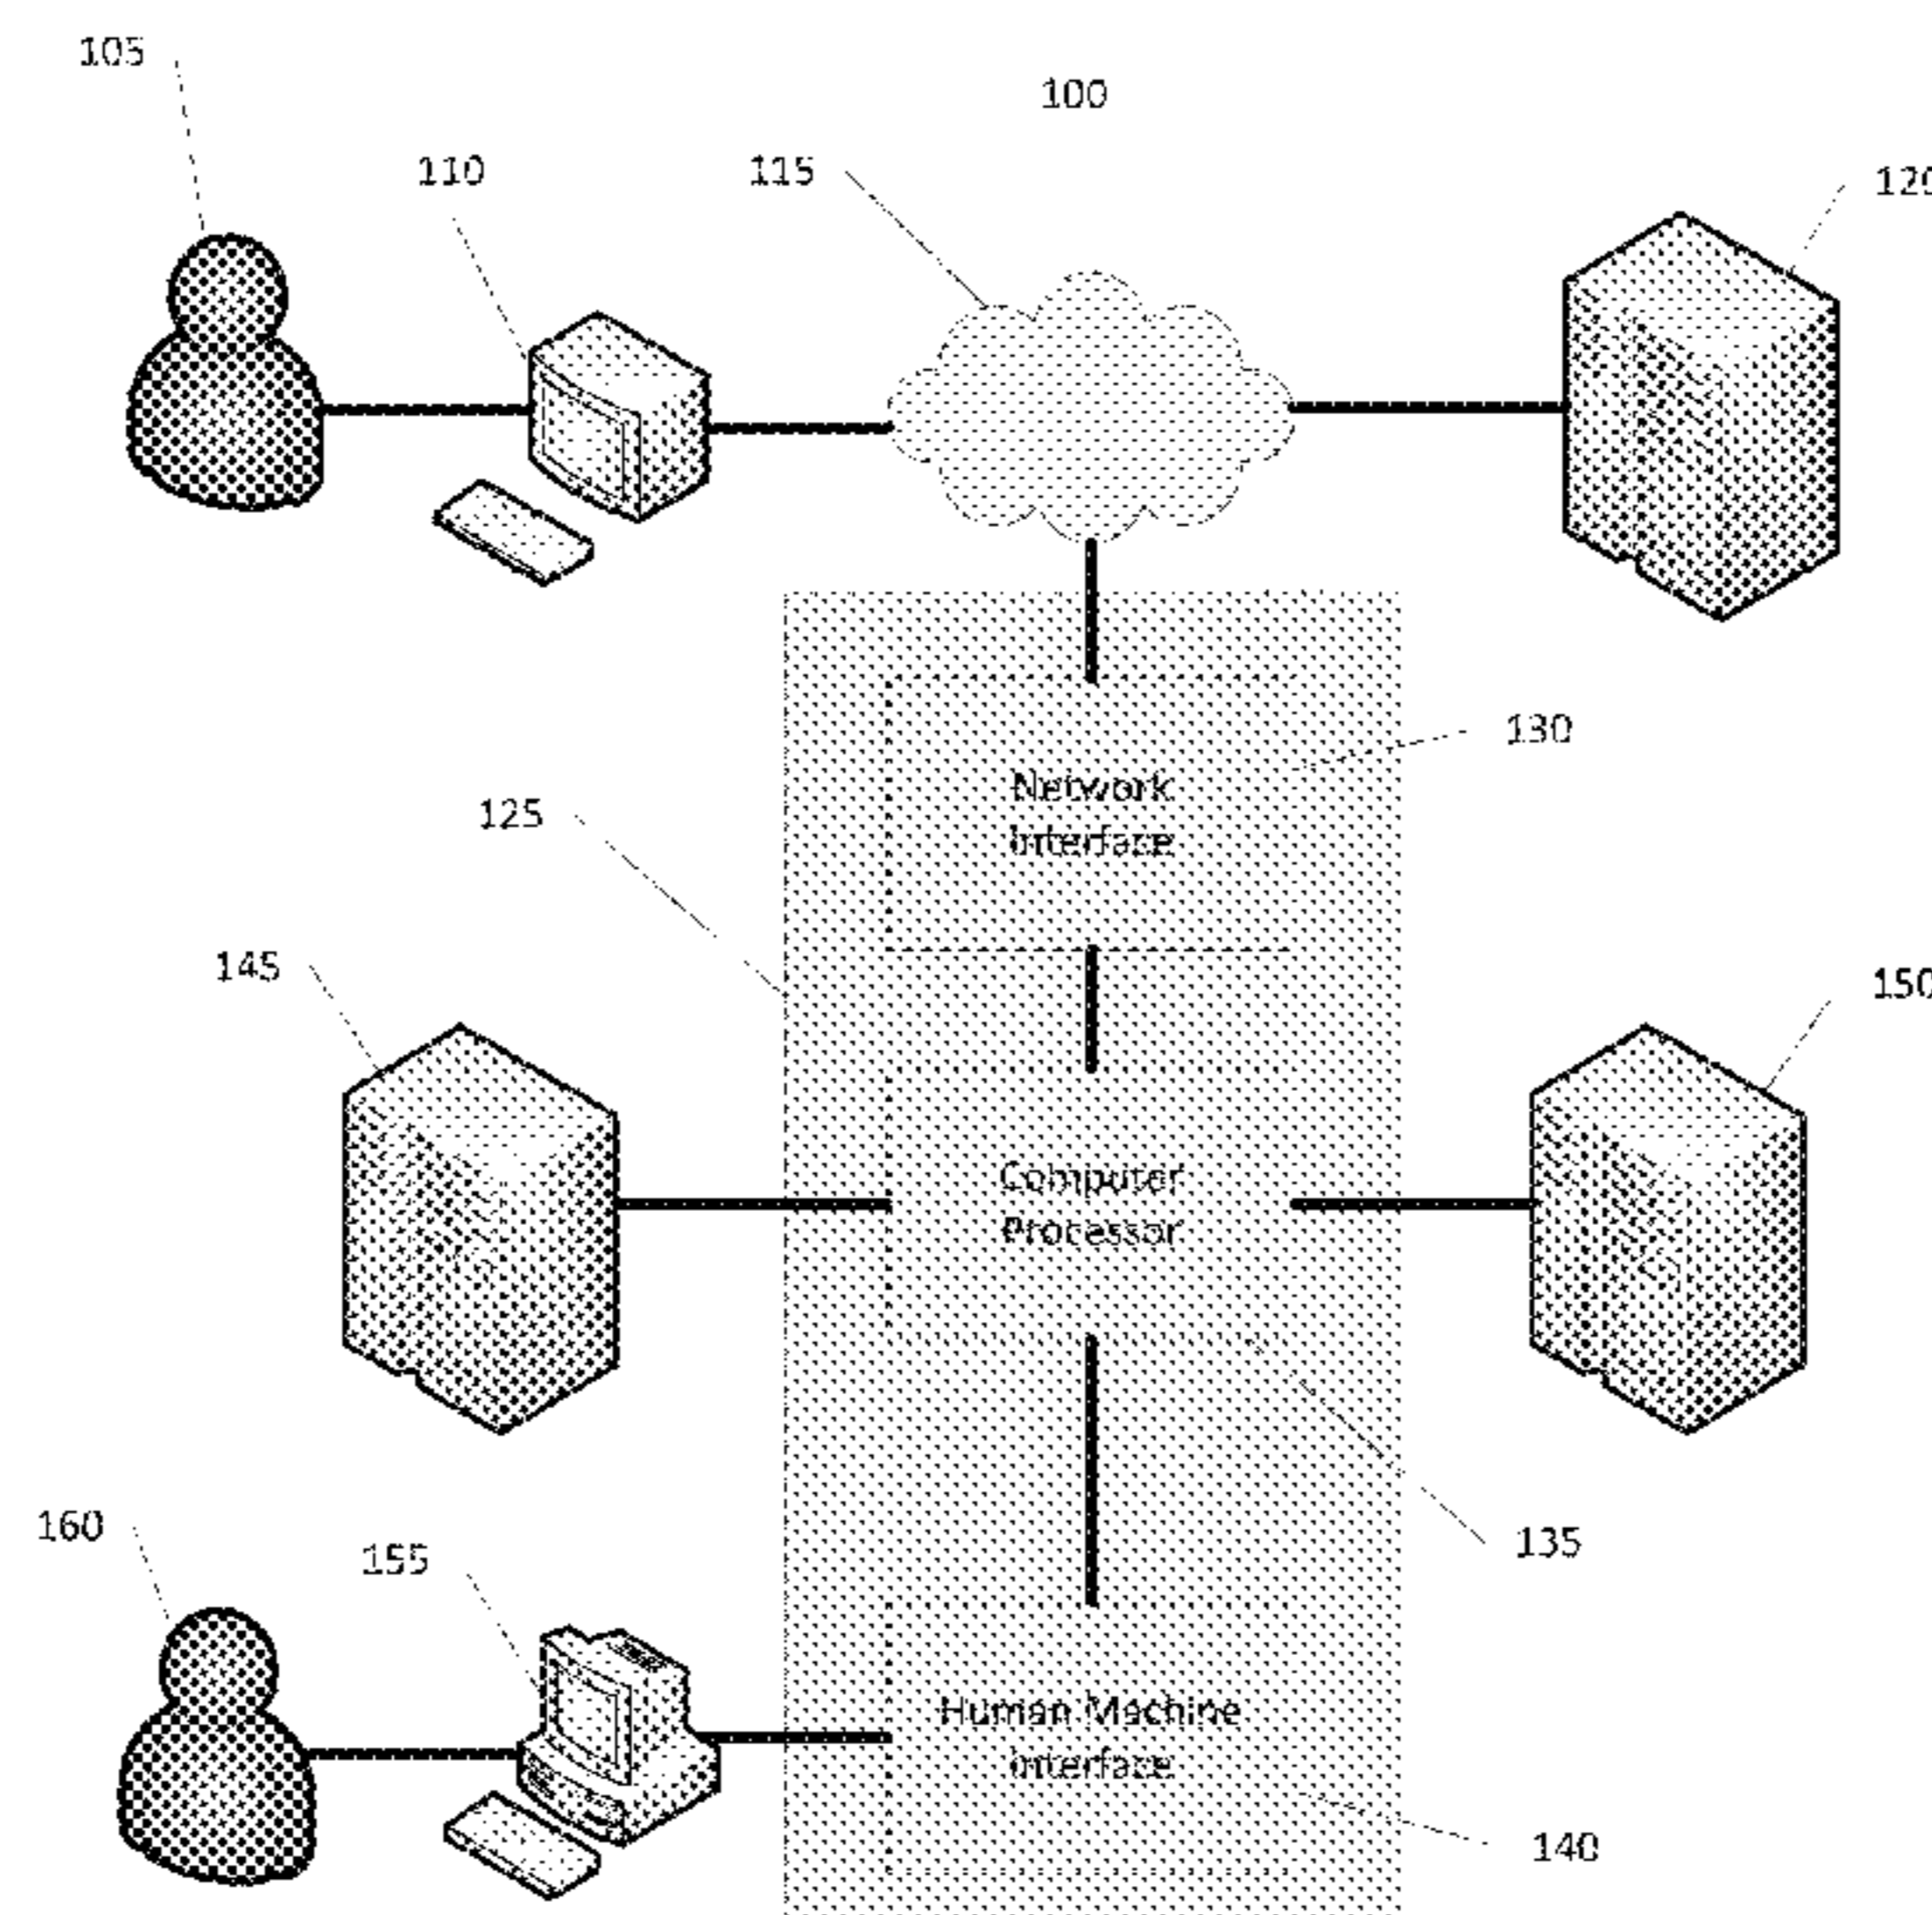 105
100
110
115
120
130
Network
Interface
125
145
150
Computer
Processor
135
160
155
Human Machine
Interface
140